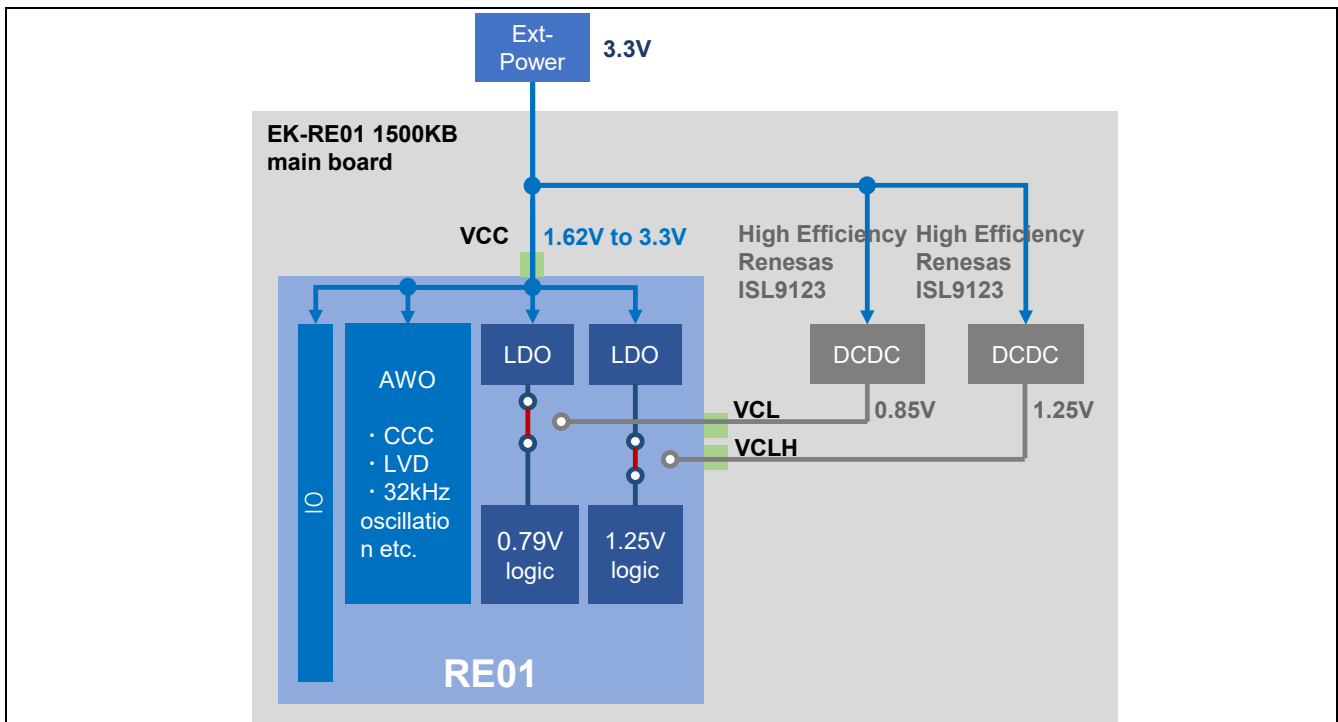 Ext-
Power
3.3V
EK-RE01 1500KB
main board
VCC
1.62V to 3.3V
High Efficiency
Renesas
ISL9123
High Efficiency
Renesas
ISL9123
LDO
LDO
DCDC
DCDC
AWO
・CCC
・LVD
・32kHz
oscillatio
n etc.
VCL
0.85V
1.25V
VCLH
IO
0.79V
logic
1.25V
logic
RE01